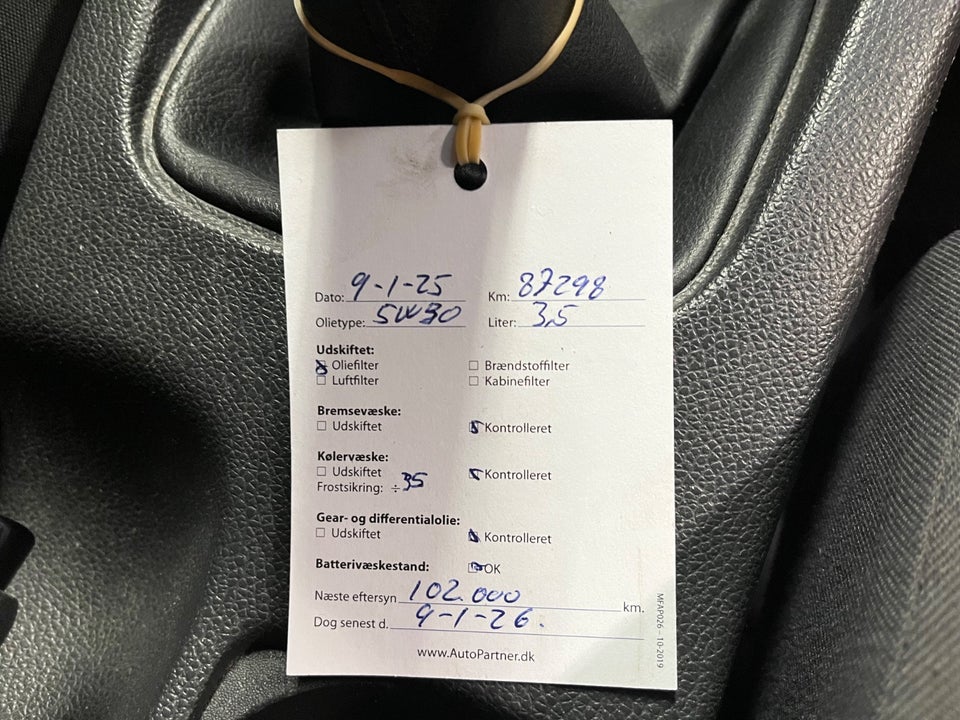 Dato: 9-1-25 Km: 87298
Olietype: 5W30 Liter: 3,5
Udskiftet:
Oliefilter Brændstoffilter
Luftfilter Kabinefilter
Bremsevæske:
Udskiftet Kontrolleret
Kølervæske:
Udskiftet Kontrolleret
Frostsikring: ÷35
Gear- og differentialolie:
Udskiftet Kontrolleret
Batterivæskestand: OK
Næste eftersyn 102.000 km.
Dog senest d. 9-1-26.
www.AutoPartner.dk
MFAP026 - 10-2019